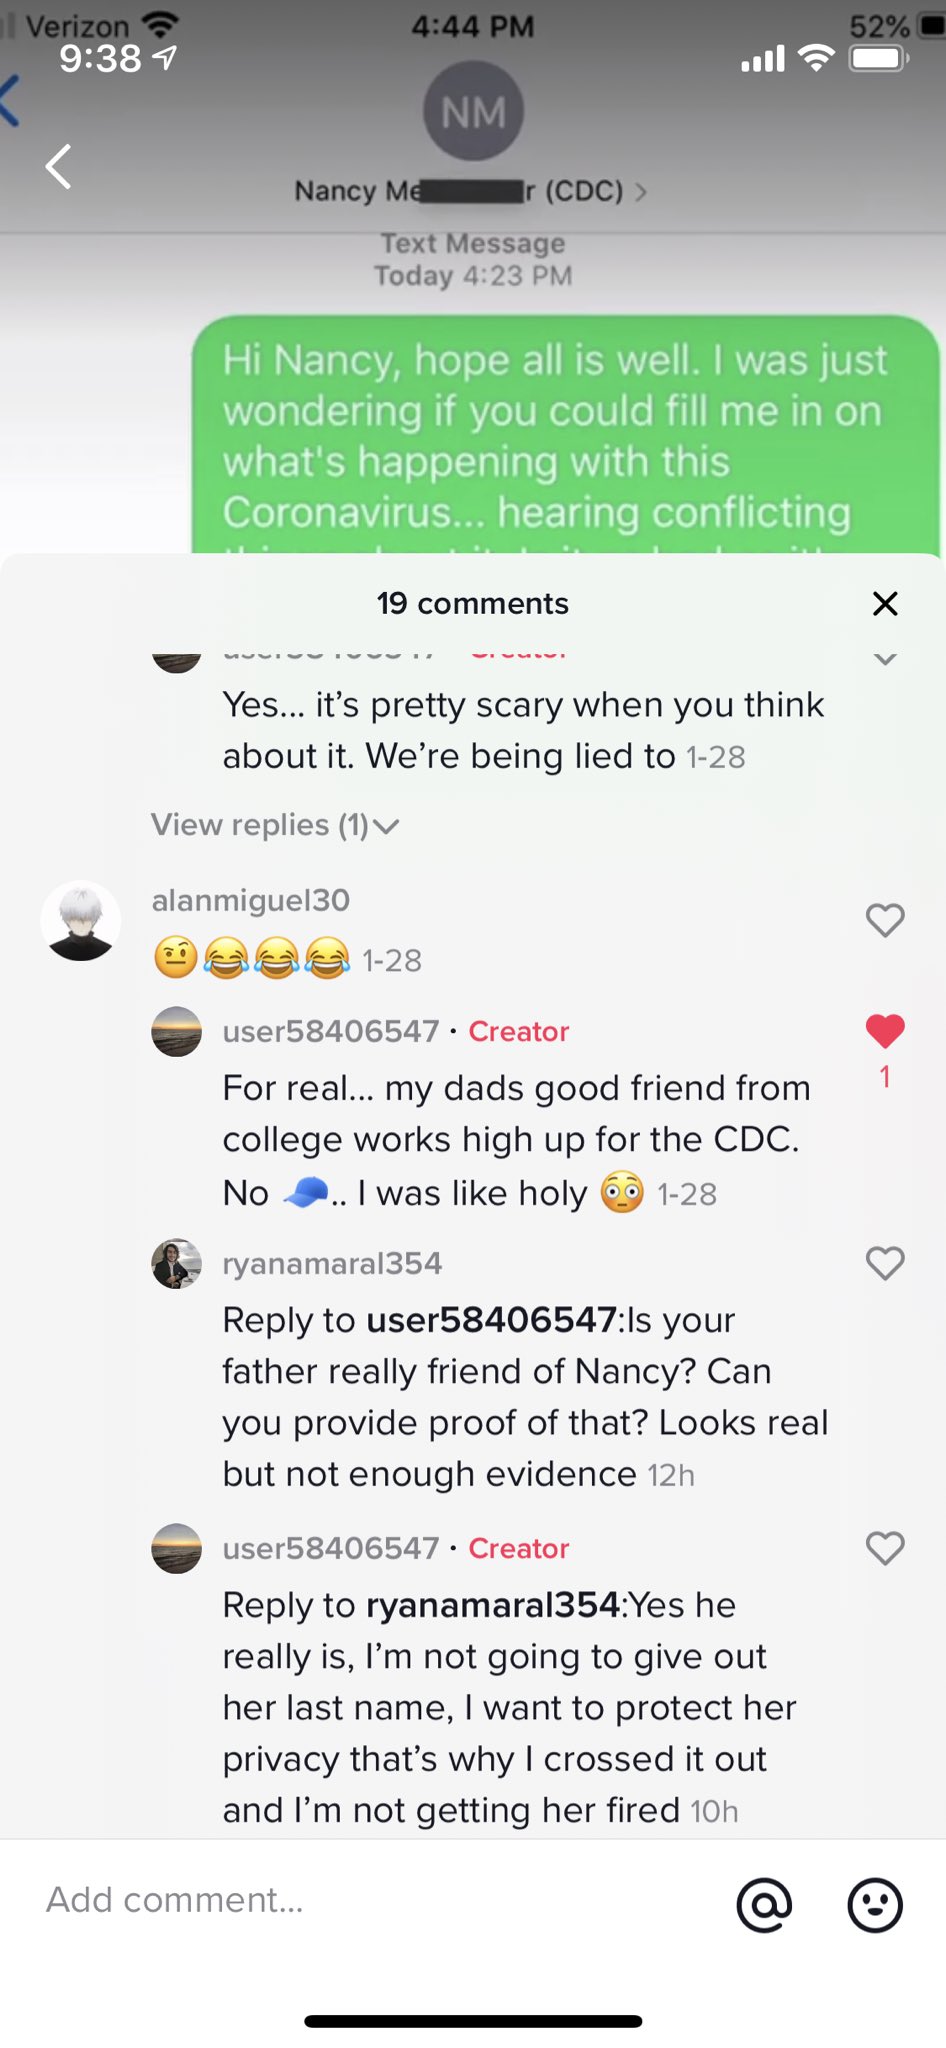 Verizon 4:44 PM 52%
9:38
NM
Nancy Me r (CDC) >
Text Message
Today 4:23 PM
Hi Nancy, hope all is well. I was just
wondering if you could fill me in on
what's happening with this
Coronavirus... hearing conflicting
19 comments
Creator
Yes... it's pretty scary when you think
about it. We're being lied to 1-28
View replies (1)
alanmiguel30
🤨😂😂😂 1-28
user58406547 · Creator
1
For real... my dads good friend from
college works high up for the CDC.
No 🧢.. I was like holy 😳 1-28
ryanamaral354
Reply to user58406547:Is your
father really friend of Nancy? Can
you provide proof of that? Looks real
but not enough evidence 12h
user58406547 · Creator
Reply to ryanamaral354:Yes he
really is, I'm not going to give out
her last name, I want to protect her
privacy that's why I crossed it out
and I'm not getting her fired 10h
Add comment...